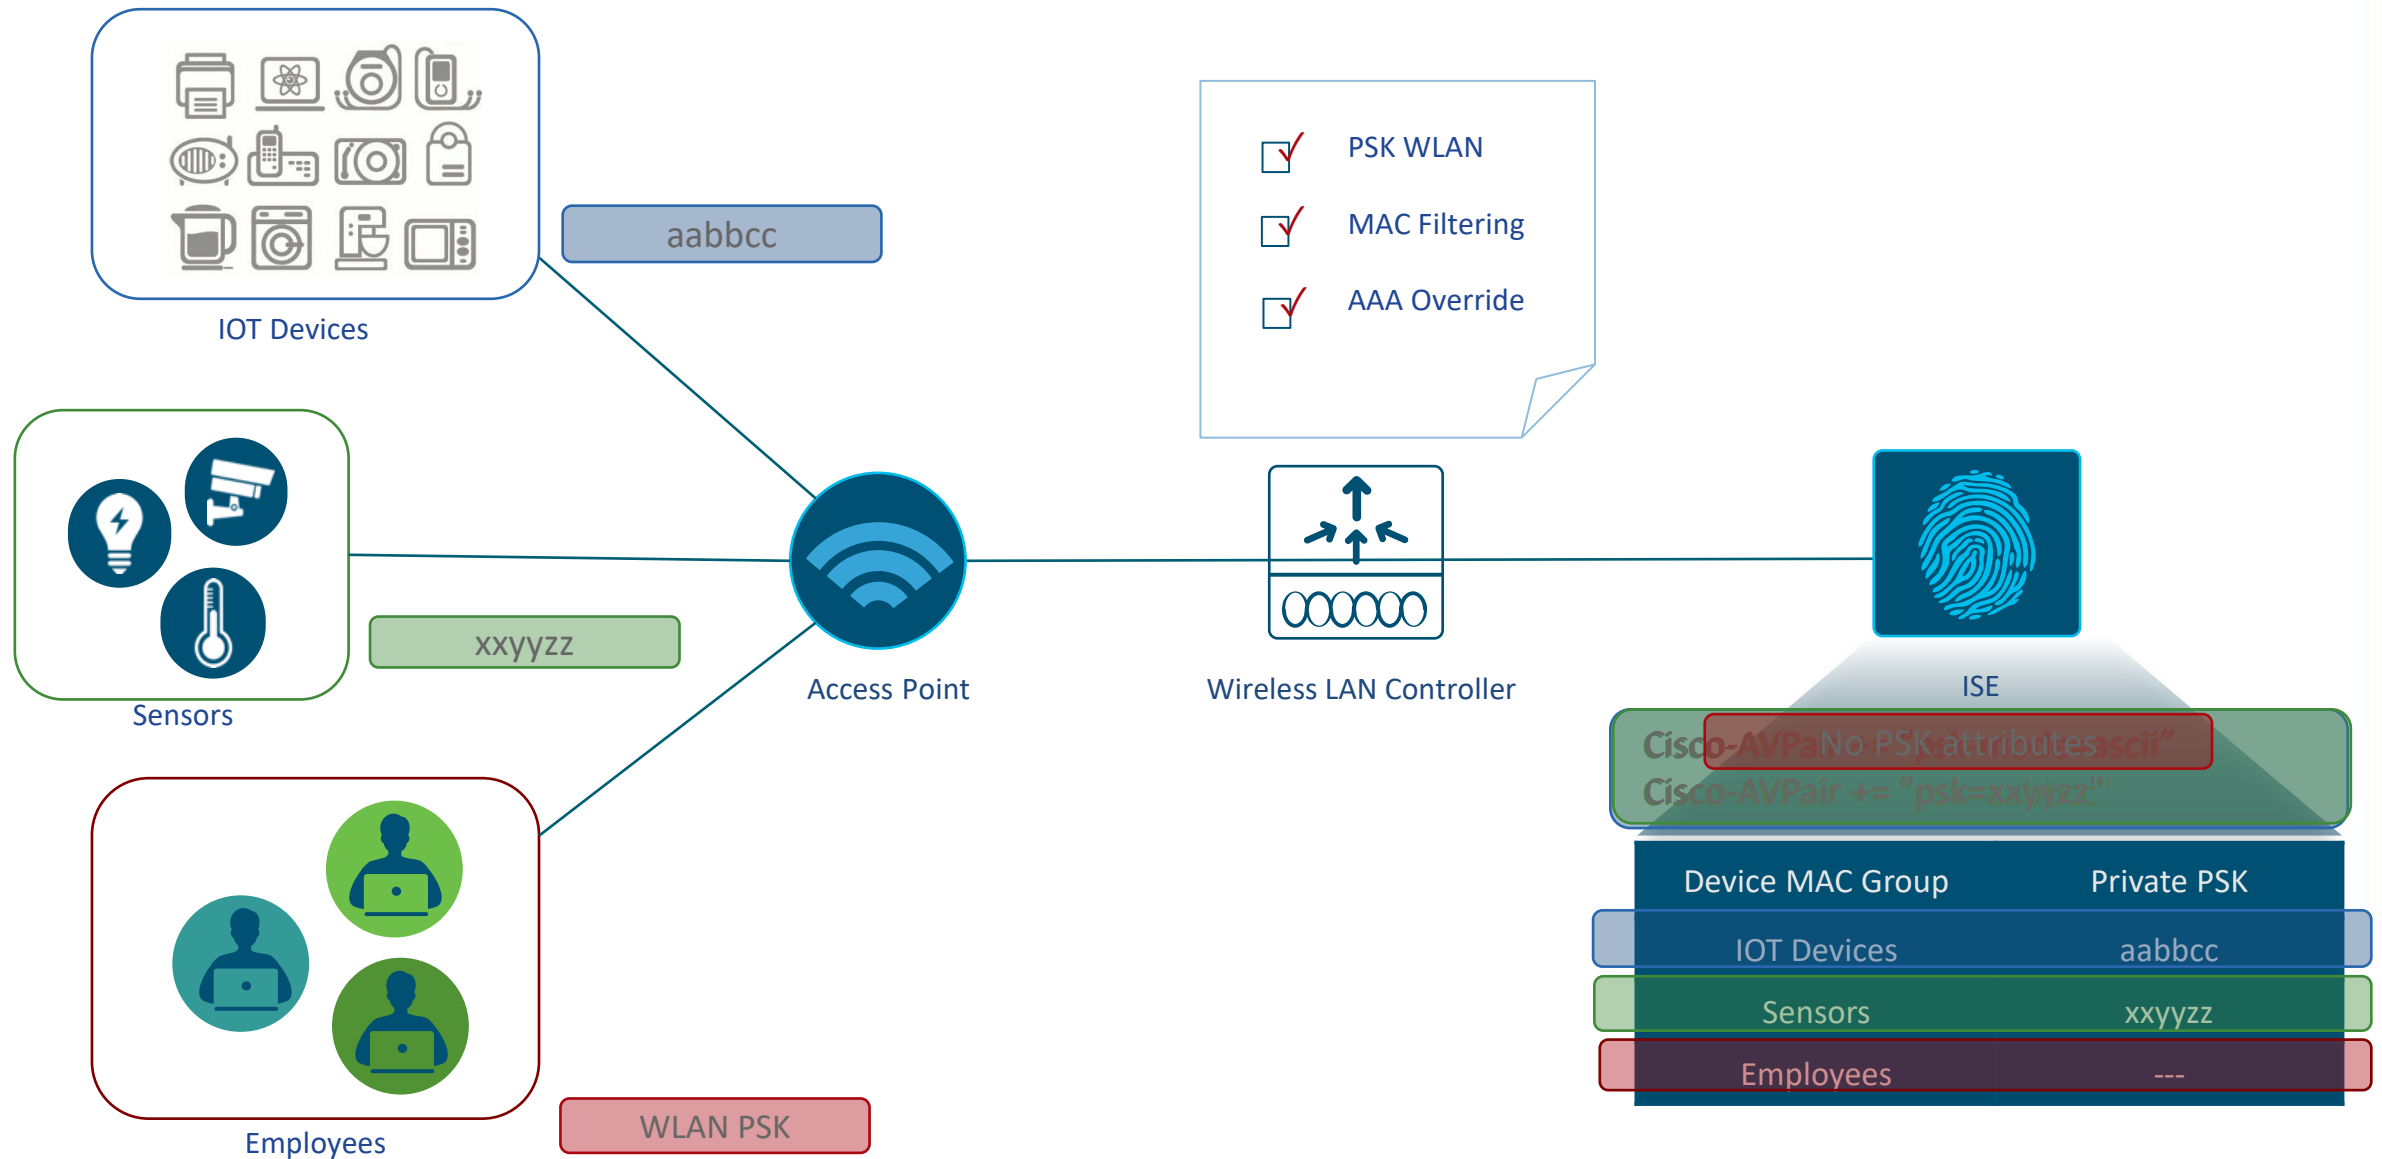 aabbcc
IOT Devices
PSK WLAN
MAC Filtering
AAA Override
xxyyzz
Sensors
Access Point
Wireless LAN Controller
ISE
No PSK attributes
Cisco-AVPair += "psk=xxyyzz"
Device MAC Group Private PSK
IOT Devices aabbcc
Sensors xxyyzz
Employees ---
WLAN PSK
Employees